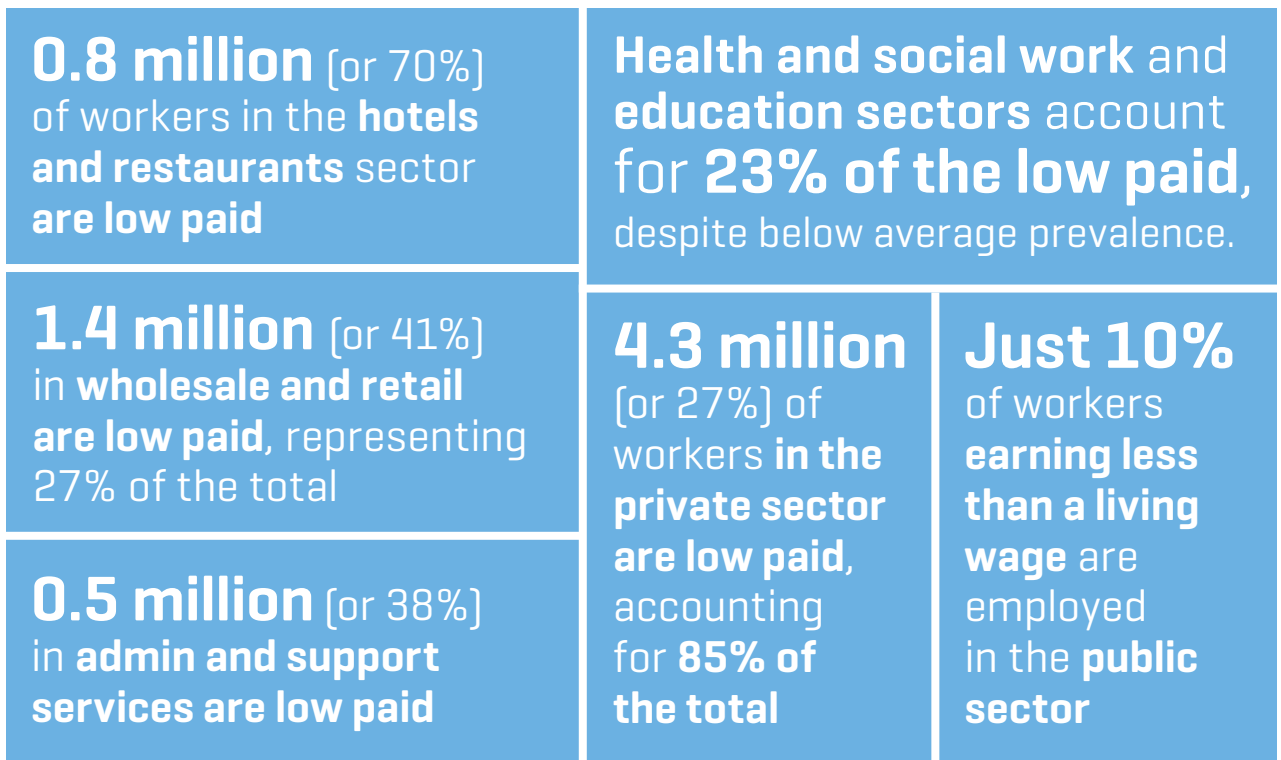 0.8 million (or 70%)
of workers in the hotels
and restaurants sector
are low paid
1.4 million (or 41%)
in wholesale and retail
are low paid, representing
27% of the total
0.5 million (or 38%)
in admin and support
services are low paid
Health and social work and
education sectors account
for 23% of the low paid,
despite below average prevalence.
4.3 million
(or 27%) of
workers in the
private sector
are low paid,
accounting
for 85% of
the total
Just 10%
of workers
earning less
than a living
wage are
employed
in the public
sector